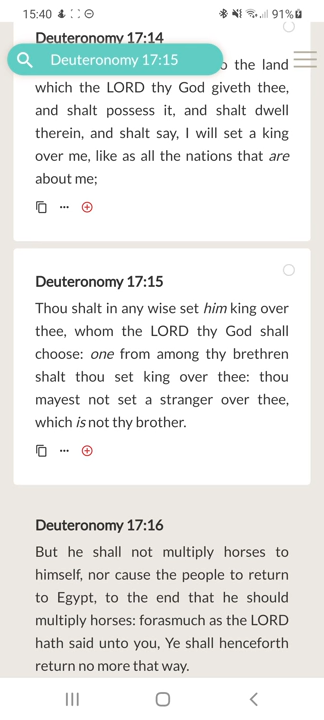 15:40
91%
Deuteronomy 17:14
Deuteronomy 17:15
the land
which the LORD thy God giveth thee,
and shalt possess it, and shalt dwell
therein, and shalt say, I will set a king
over me, like as all the nations that are
about me;
Deuteronomy 17:15
Thou shalt in any wise set him king over
thee, whom the LORD thy God shall
choose: one from among thy brethren
shalt thou set king over thee: thou
mayest not set a stranger over thee,
which is not thy brother.
Deuteronomy 17:16
But he shall not multiply horses to
himself, nor cause the people to return
to Egypt, to the end that he should
multiply horses: forasmuch as the LORD
hath said unto you, Ye shall henceforth
return no more that way.